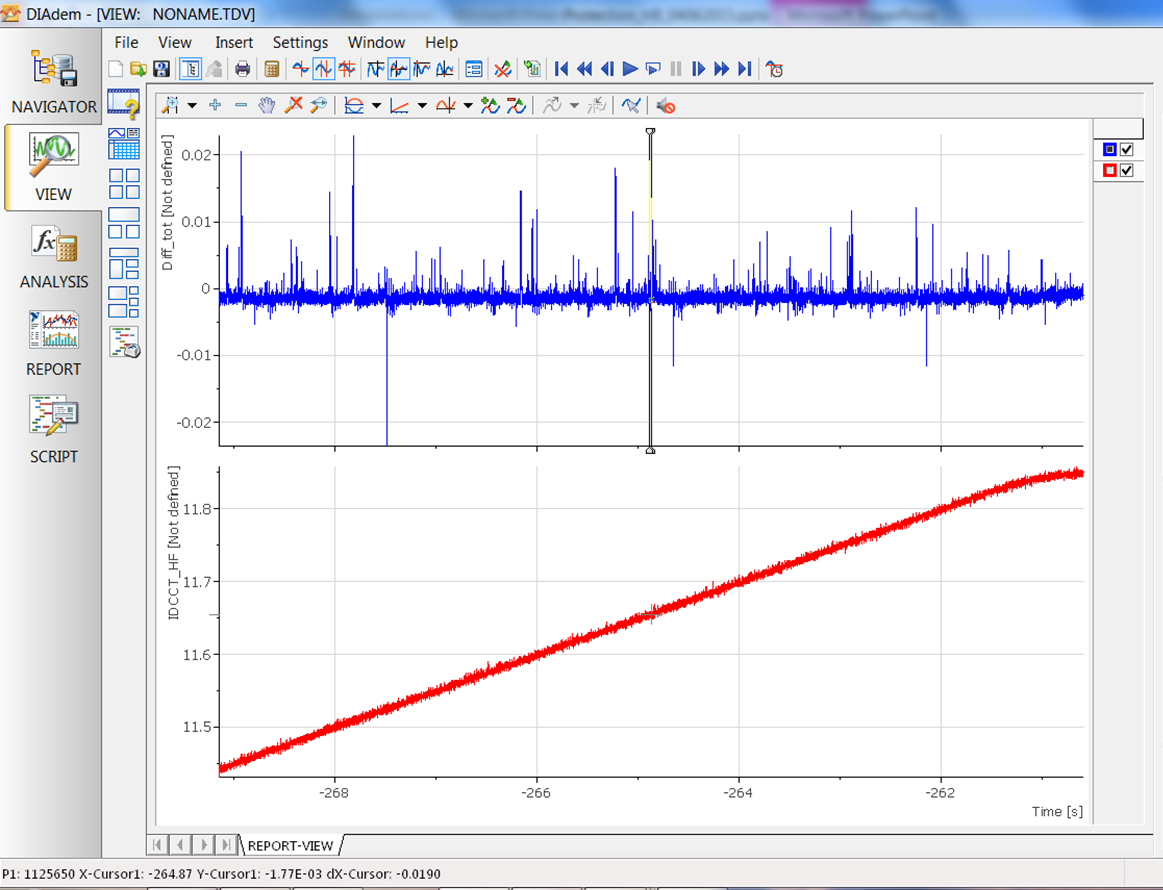 DIAdem - [VIEW:   NONAME.TDV]
File View Insert Settings Window Help
NAVIGATOR
VIEW
ANALYSIS
REPORT
SCRIPT
Diff_tot [Not defined]
0.02
0.01
0
-0.01
-0.02
IDCCT_HF [Not defined]
11.8
11.7
11.6
11.5
-268 -266 -264 -262
Time [s]
REPORT-VIEW
P1: 1125650 X-Cursor1: -264.87 Y-Cursor1: -1.77E-03 dX-Cursor: -0.0190